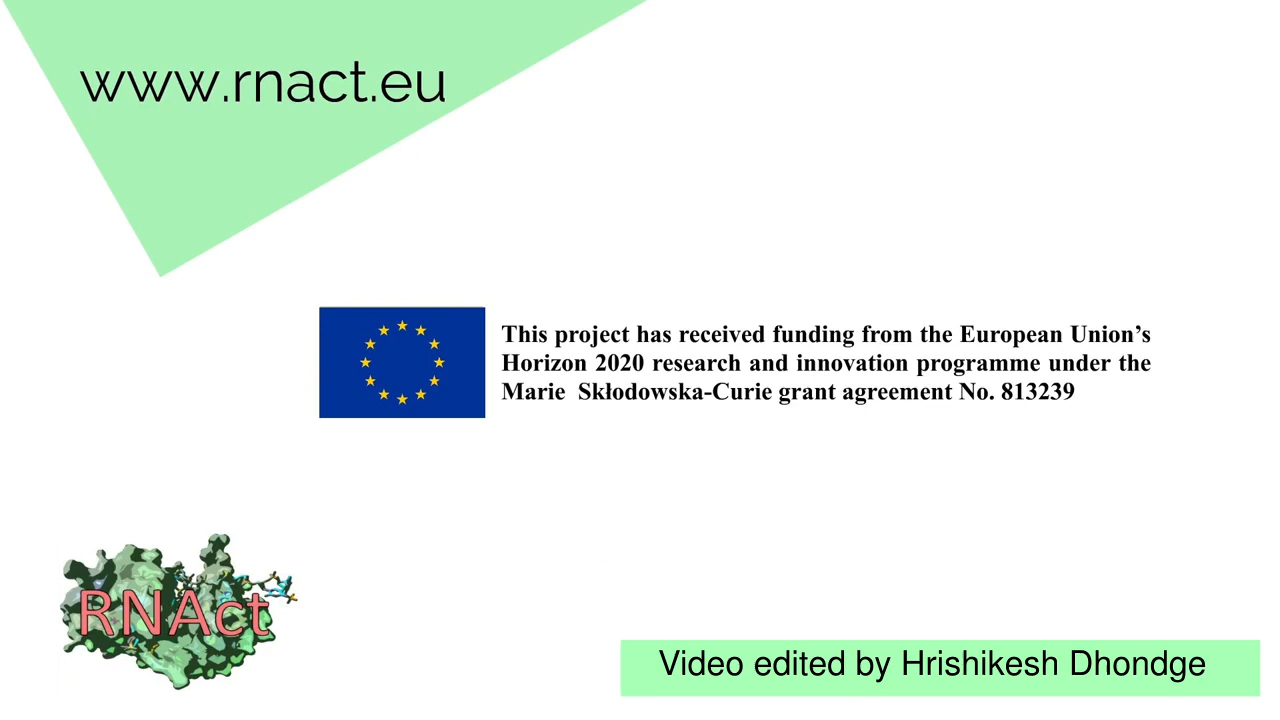 www.rnact.eu
This project has received funding from the European Union’s
Horizon 2020 research and innovation programme under the
Marie Skłodowska-Curie grant agreement No. 813239
RNAct
Video edited by Hrishikesh Dhondge